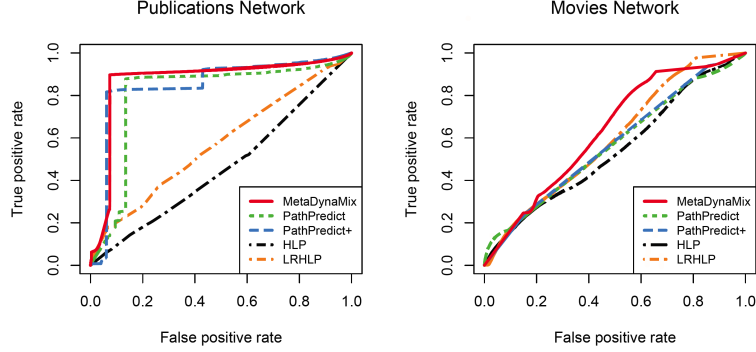 Publications Network
True positive rate
1.0
0.8
0.6
0.4
0.2
0.0
MetaDynaMix
PathPredict
PathPredict+
HLP
LRHLP
0.0 0.2 0.4 0.6 0.8 1.0
False positive rate
Movies Network
True positive rate
1.0
0.8
0.6
0.4
0.2
0.0
MetaDynaMix
PathPredict
PathPredict+
HLP
LRHLP
0.0 0.2 0.4 0.6 0.8 1.0
False positive rate